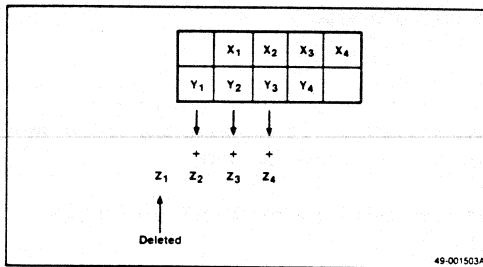 X₁ X₂ X₃ X₄
Y₁ Y₂ Y₃ Y₄
+ + +
Z₁ Z₂ Z₃ Z₄
Deleted
49-001503A